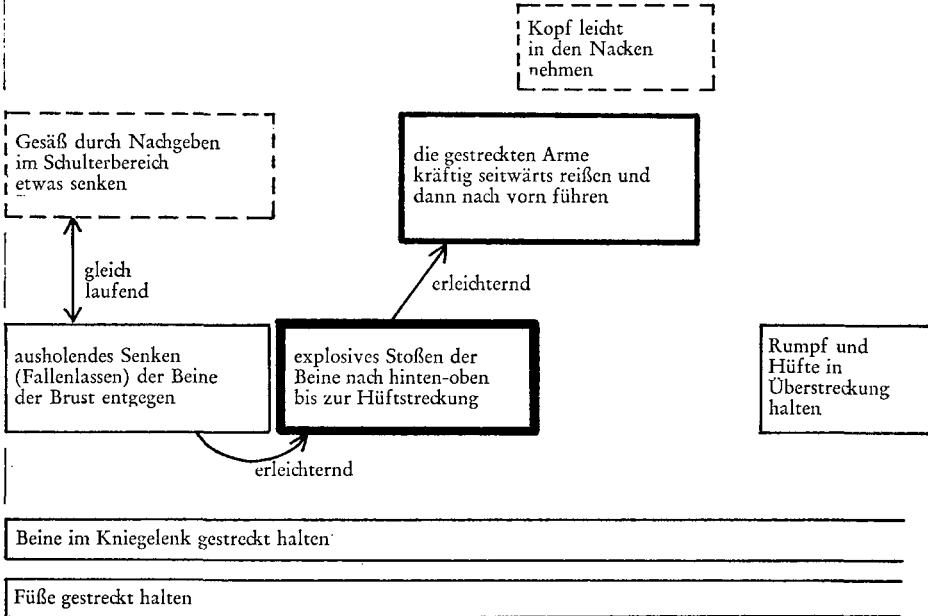 Kopf leicht
in den Nacken
nehmen
Gesäß durch Nachgeben
im Schulterbereich
etwas senken
die gestreckten Arme
kräftig seitwärts reißen und
dann nach vorn führen
gleich
laufend
erleichternd
ausholendes Senken
(Fallenlassen) der Beine
der Brust entgegen
explosives Stoßen der
Beine nach hinten-oben
bis zur Hüftstreckung
Rumpf und
Hüfte in
Überstreckung
halten
erleichternd
Beine im Kniegelenk gestreckt halten
Füße gestreckt halten